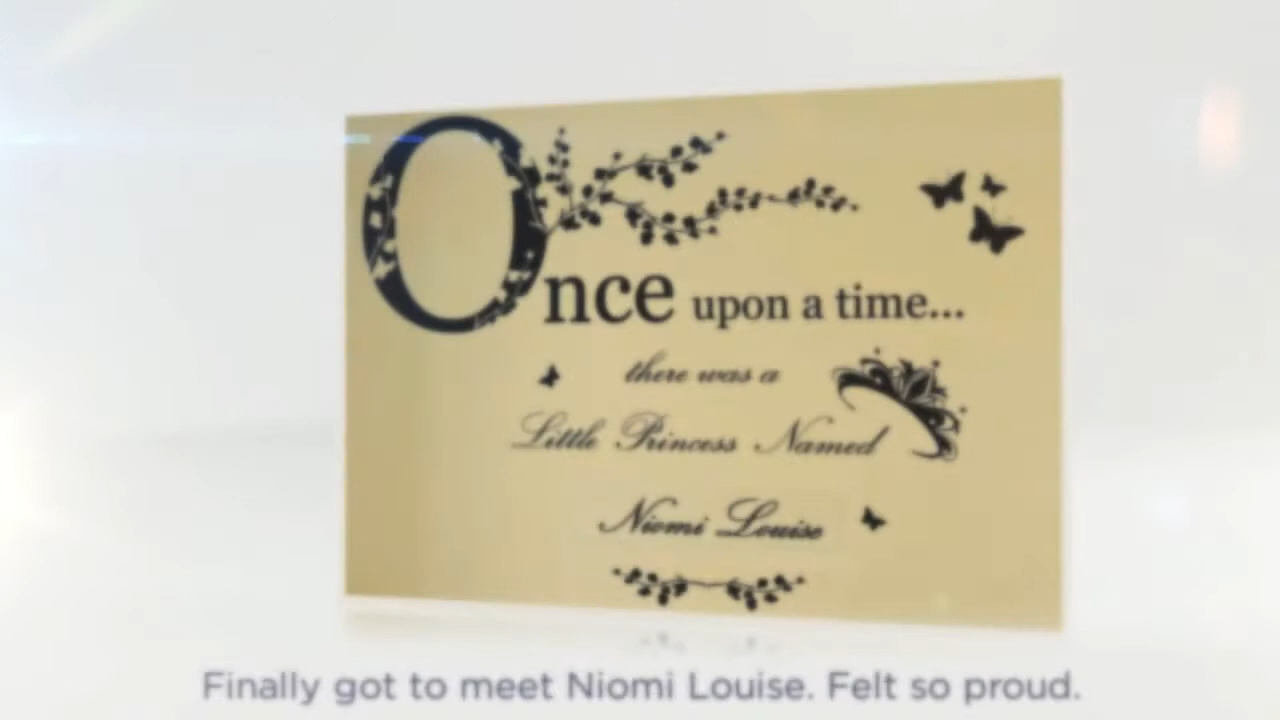 Once upon a time...
there was a
Little Princess Named
Niomi Louise
Finally got to meet Niomi Louise. Felt so proud.